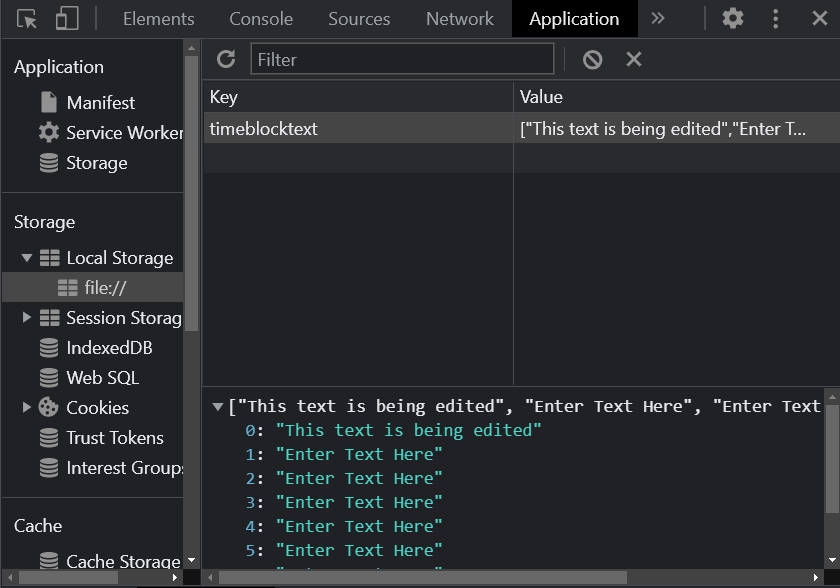 Elements Console Sources Network Application »
Application
Manifest
Service Worker
Storage
Storage
Local Storage
file://
Session Storag
IndexedDB
Web SQL
Cookies
Trust Tokens
Interest Groups
Cache
Cache Storage
Filter
Key Value
timeblocktext ["This text is being edited","Enter T...
["This text is being edited", "Enter Text Here", "Enter Text
0: "This text is being edited"
1: "Enter Text Here"
2: "Enter Text Here"
3: "Enter Text Here"
4: "Enter Text Here"
5: "Enter Text Here"